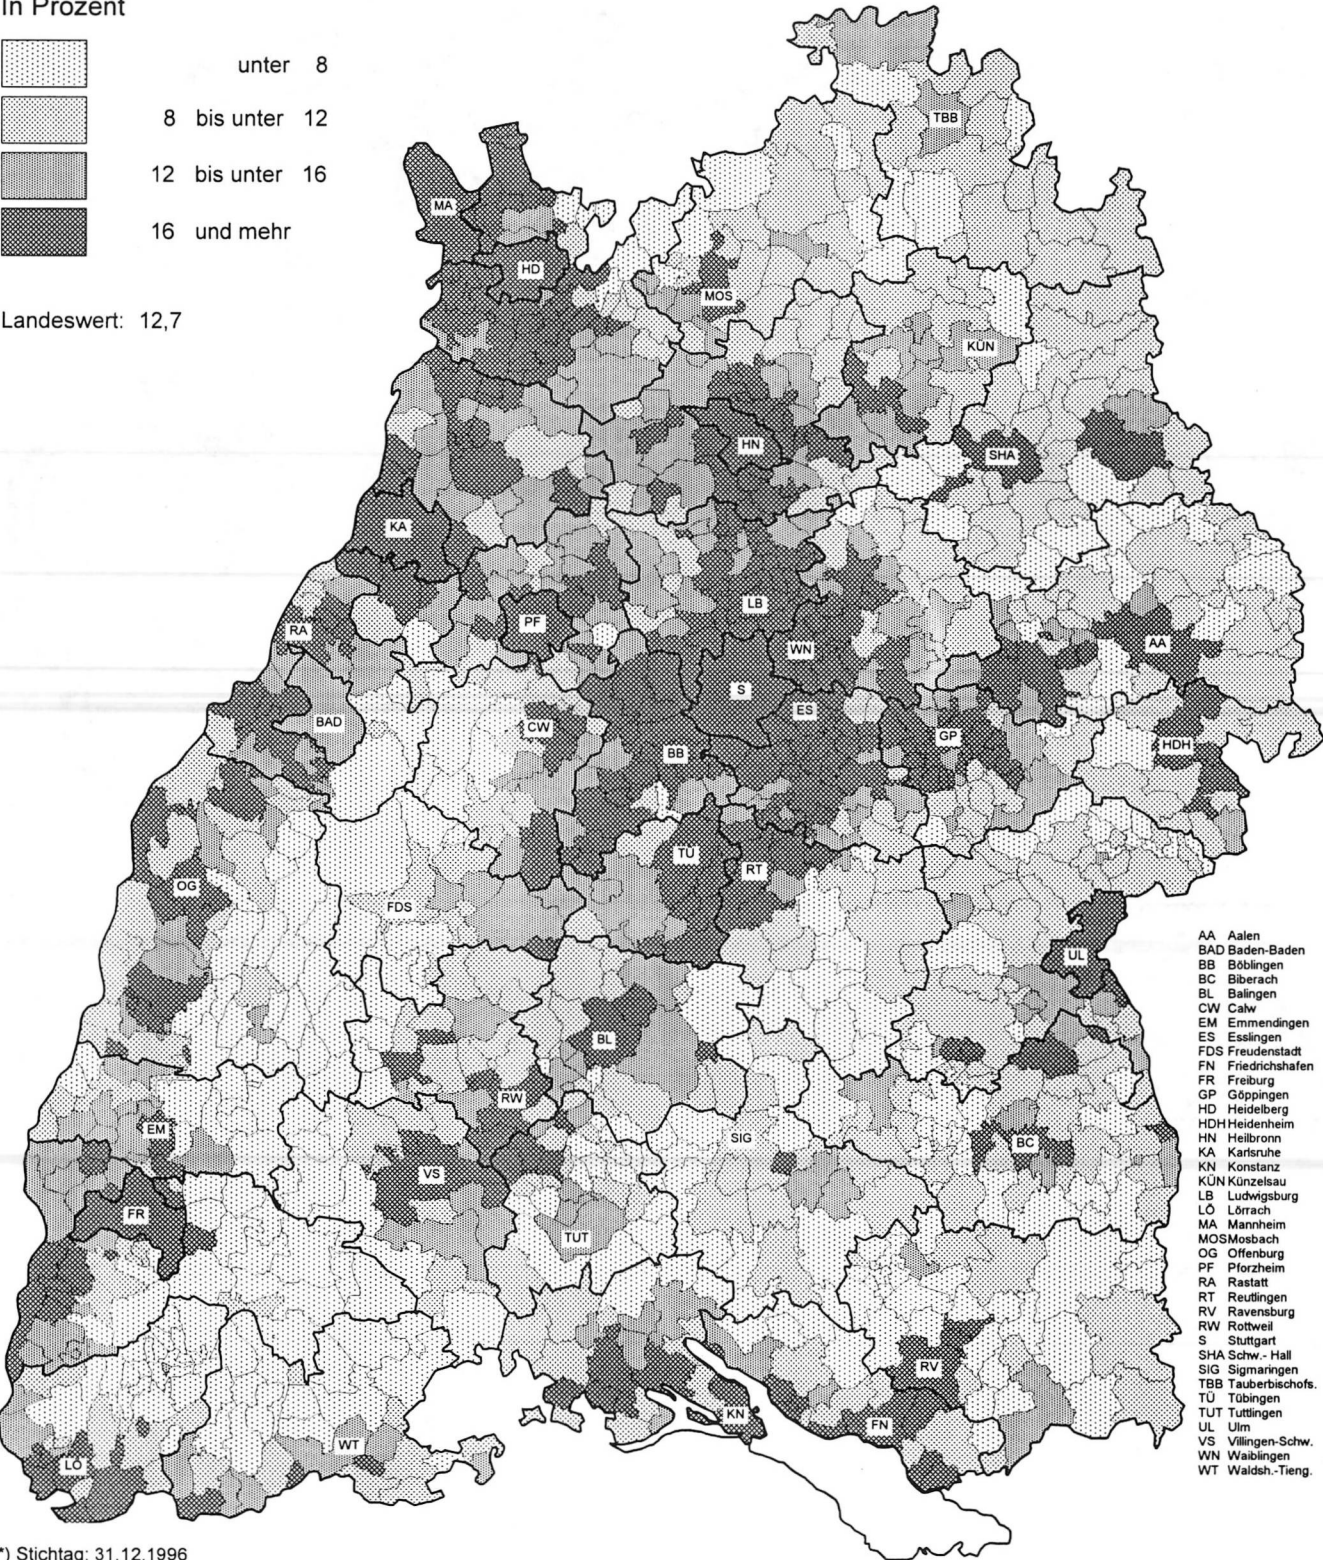 In Prozent
unter 8
8 bis unter 12
12 bis unter 16
16 und mehr
Landeswert: 12,7
TBB
MA
HD
MOS
KÜN
HN
SHA
KA
LB
PF
RA
WN
AA
S
ES
BAD
CW
GP
BB
HDH
TÜ
RT
OG
FDS
UL
BL
RW
EM
SIG
BC
VS
FR
TUT
RV
KN
FN
WT
LÖ
AA Aalen
BAD Baden-Baden
BB Böblingen
BC Biberach
BL Balingen
CW Calw
EM Emmendingen
ES Esslingen
FDS Freudenstadt
FN Friedrichshafen
FR Freiburg
GP Göppingen
HD Heidelberg
HDH Heidenheim
HN Heilbronn
KA Karlsruhe
KN Konstanz
KÜN Künzelsau
LB Ludwigsburg
LÖ Lörrach
MA Mannheim
MOS Mosbach
OG Offenburg
PF Pforzheim
RA Rastatt
RT Reutlingen
RV Ravensburg
RW Rottweil
S Stuttgart
SHA Schw.- Hall
SIG Sigmaringen
TBB Tauberbischofs.
TÜ Tübingen
TUT Tuttlingen
UL Ulm
VS Villingen-Schw.
WN Waiblingen
WT Waldsh.-Tieng.
*) Stichtag: 31.12.1996